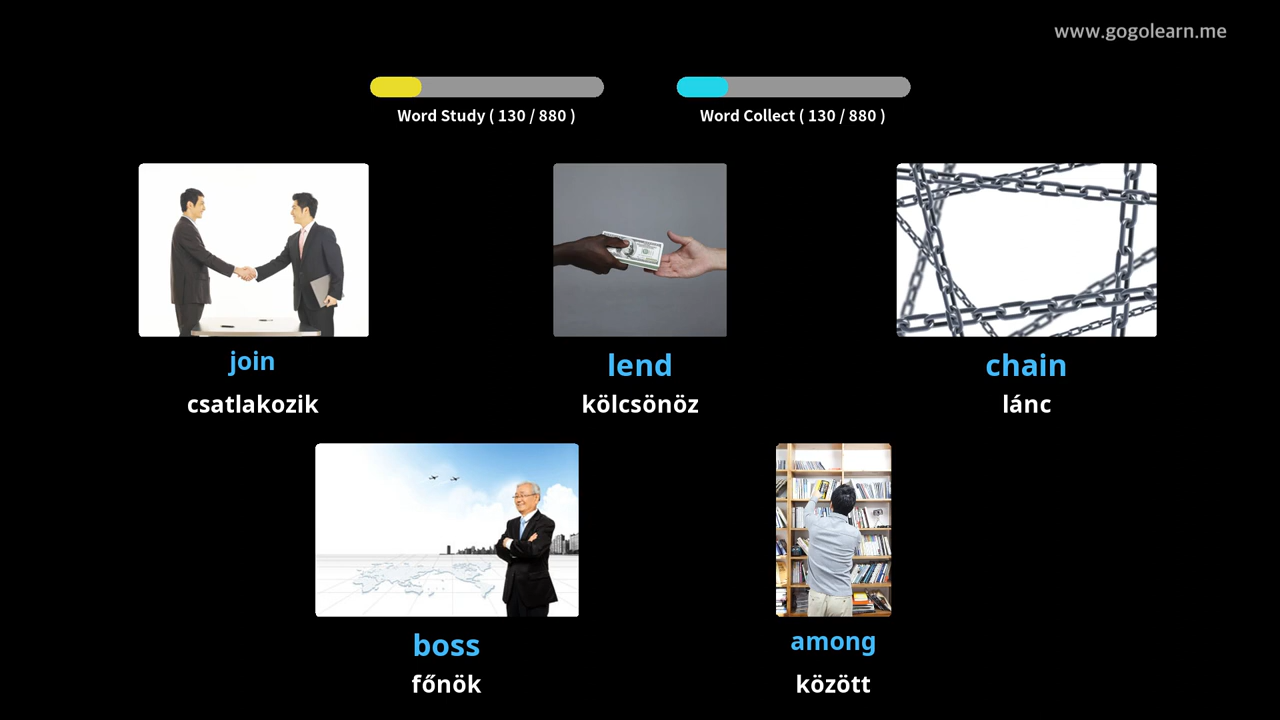 www.gogolearn.me
Word Study ( 130 / 880 )
Word Collect ( 130 / 880 )
join
csatlakozik
lend
kölcsönöz
chain
lánc
boss
főnök
among
között